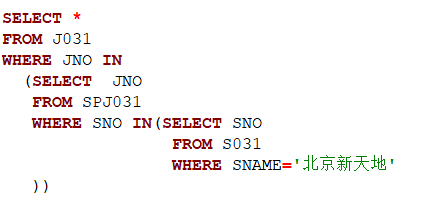 SELECT *
FROM J031
WHERE JNO IN
(SELECT JNO
FROM SPJ031
WHERE SNO IN(SELECT SNO
FROM S031
WHERE SNAME='北京新天地'
))